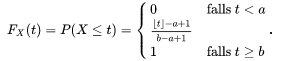 F_X(t) = P(X ≤ t) = { 0 falls t < a
(⌊t⌋−a+1)/(b−a+1) .
1 falls t ≥ b